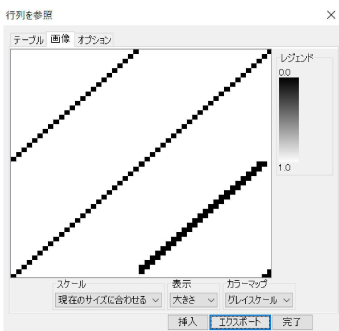 行列を参照
テーブル 画像 オプション
レジェンド
0.0
1.0
スケール 表示 カラーマップ
現在のサイズに合わせる 大きさ グレイスケール
挿入 エクスポート 完了